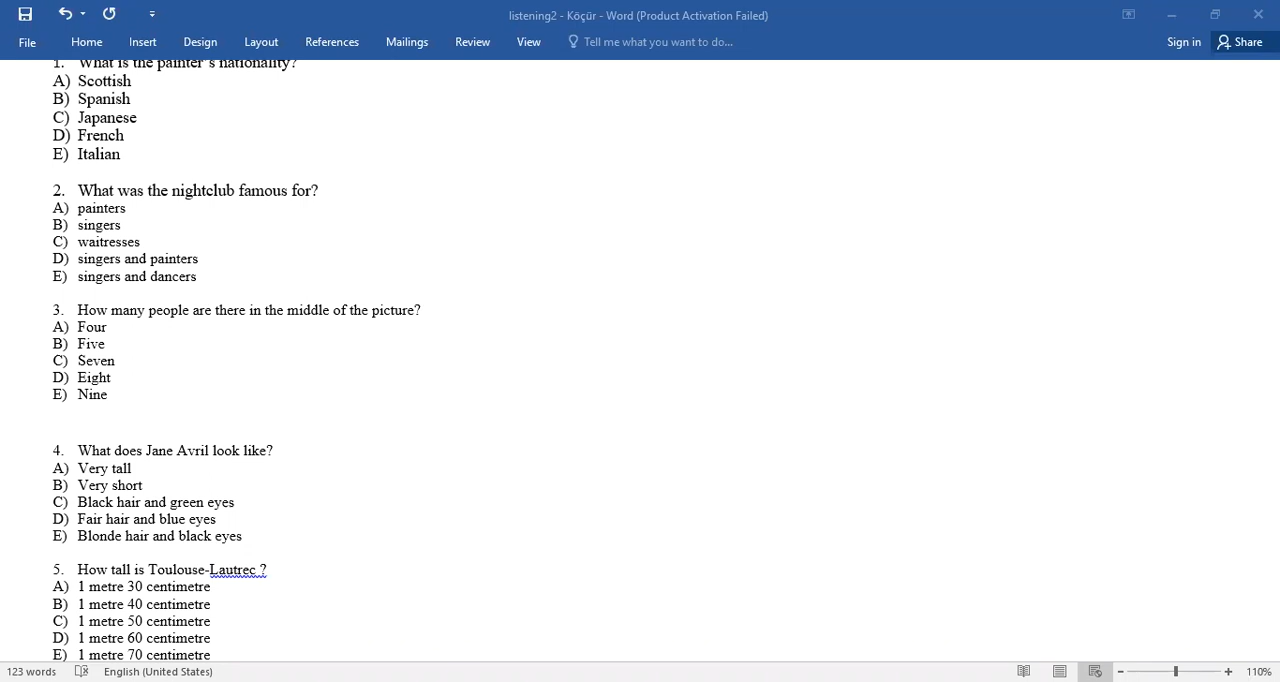 listening2 - Köçür - Word (Product Activation Failed)
File Home Insert Design Layout References Mailings Review View Tell me what you want to do... Sign in Share
1. What is the painter's nationality?
A) Scottish
B) Spanish
C) Japanese
D) French
E) Italian
2. What was the nightclub famous for?
A) painters
B) singers
C) waitresses
D) singers and painters
E) singers and dancers
3. How many people are there in the middle of the picture?
A) Four
B) Five
C) Seven
D) Eight
E) Nine
4. What does Jane Avril look like?
A) Very tall
B) Very short
C) Black hair and green eyes
D) Fair hair and blue eyes
E) Blonde hair and black eyes
5. How tall is Toulouse-Lautrec ?
A) 1 metre 30 centimetre
B) 1 metre 40 centimetre
C) 1 metre 50 centimetre
D) 1 metre 60 centimetre
E) 1 metre 70 centimetre
123 words English (United States) 110%